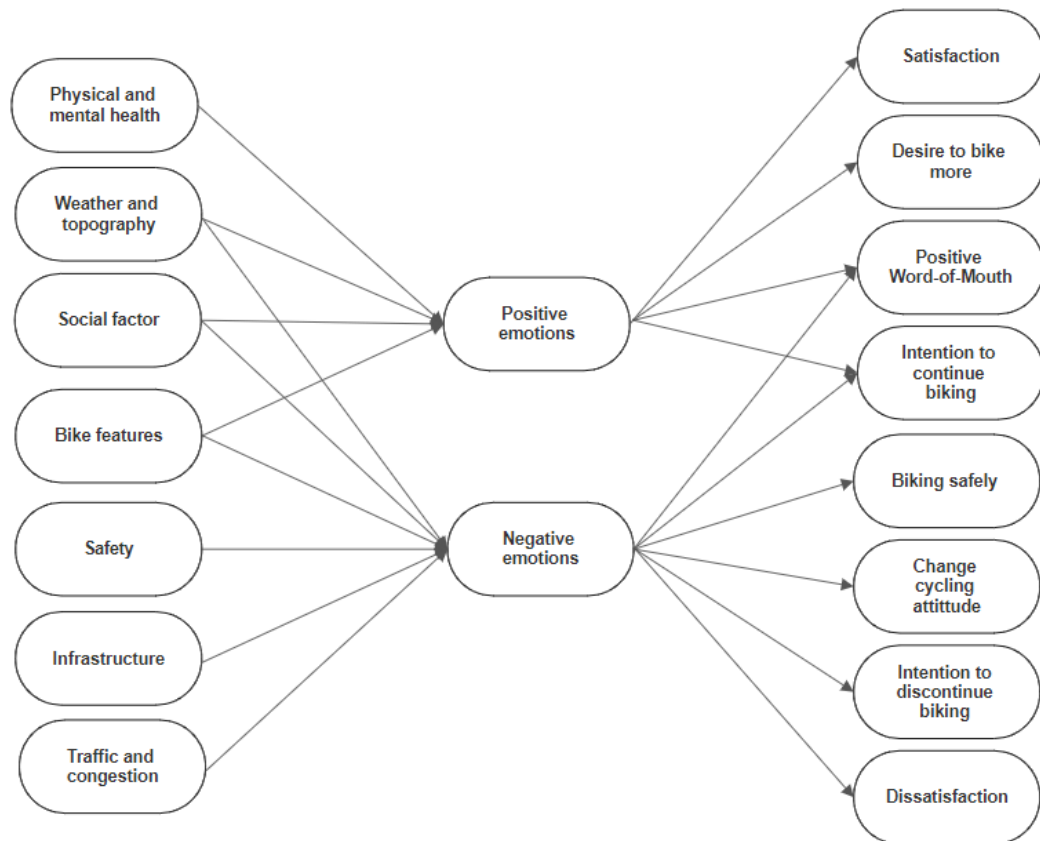 Physical and
mental health
Weather and
topography
Social factor
Bike features
Safety
Infrastructure
Traffic and
congestion
Positive
emotions
Negative
emotions
Satisfaction
Desire to bike
more
Positive
Word-of-Mouth
Intention to
continue
biking
Biking safely
Change
cycling
attittude
Intention to
discontinue
biking
Dissatisfaction